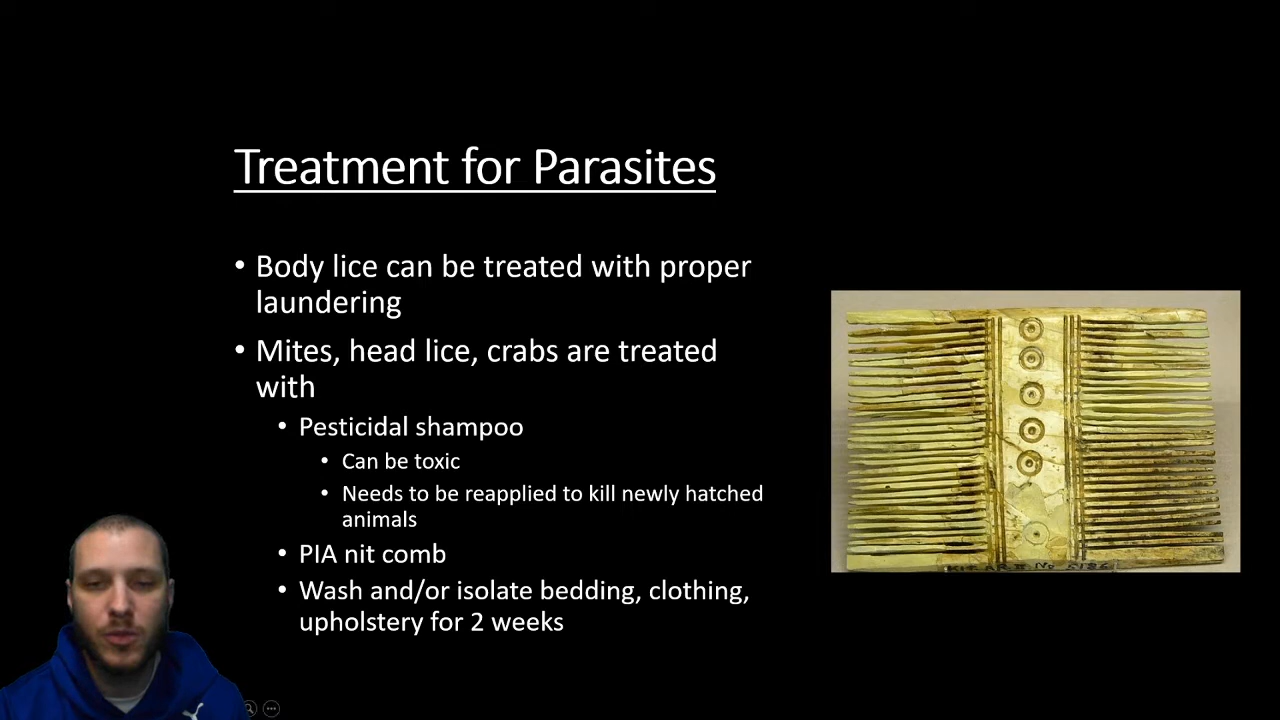 Treatment for Parasites
• Body lice can be treated with proper
laundering
• Mites, head lice, crabs are treated
with
• Pesticidal shampoo
• Can be toxic
• Needs to be reapplied to kill newly hatched
animals
• PIA nit comb
• Wash and/or isolate bedding, clothing,
upholstery for 2 weeks